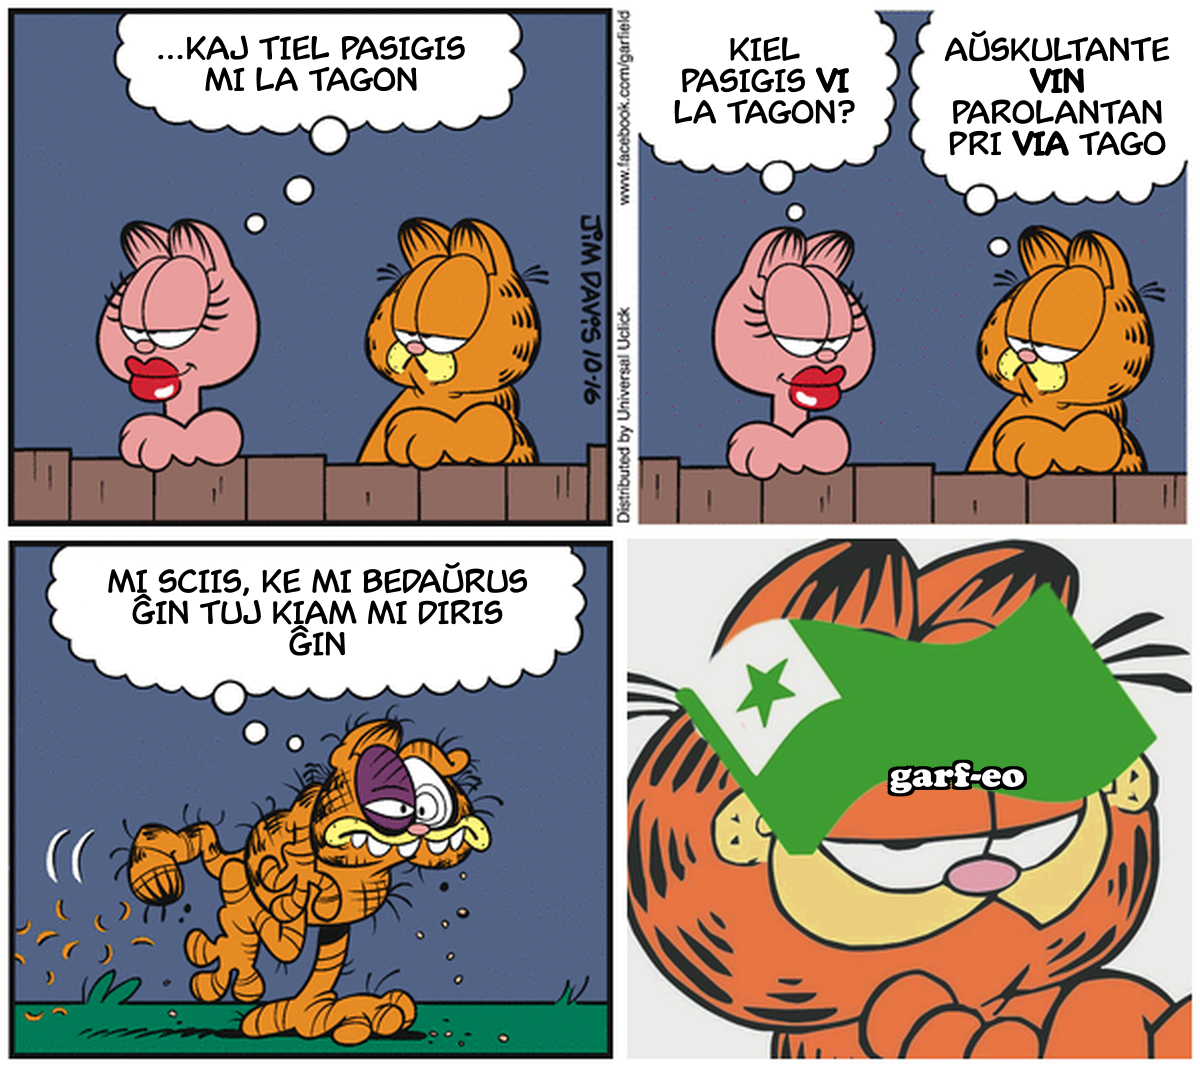 ...KAJ TIEL PASIGIS
MI LA TAGON
JIM DAVIS 10-16
www.facebook.com/garfield
Distributed by Universal Uclick
KIEL
PASIGIS VI
LA TAGON?
AŬSKULTANTE
VIN
PAROLANTAN
PRI VIA TAGO
MI SCIIS, KE MI BEDAŬRUS
ĜIN TUJ KIAM MI DIRIS
ĜIN
garf-eo